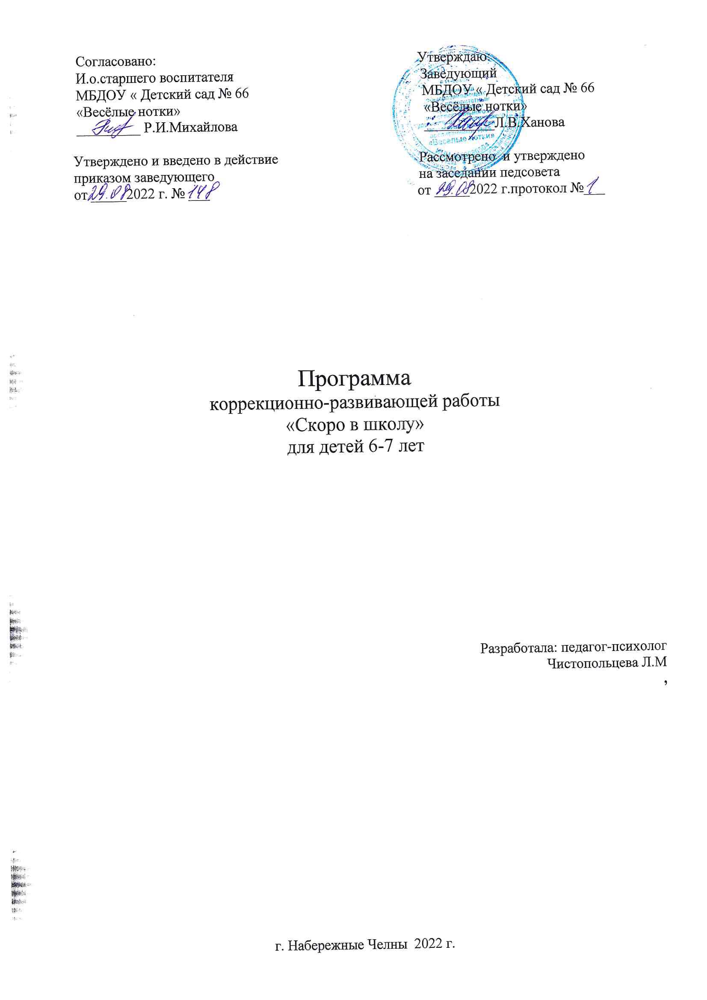 Согласовано:
И.о.старшего воспитателя
МБДОУ « Детский сад № 66
«Весёлые нотки»
Р.И.Михайлова
Утверждено и введено в действие
приказом заведующего
от 29.08 2022 г. № 148
Утверждаю:
Заведующий
МБДОУ « Детский сад № 66
«Весёлые нотки»
Л.В.Ханова
Рассмотрено и утверждено
на заседании педсовета
от 29.08 2022 г.протокол № 1
«Веселые нотки»
Программа
коррекционно-развивающей работы
«Скоро в школу»
для детей 6-7 лет
Разработала: педагог-психолог
Чистопольцева Л.М
,
г. Набережные Челны 2022 г.